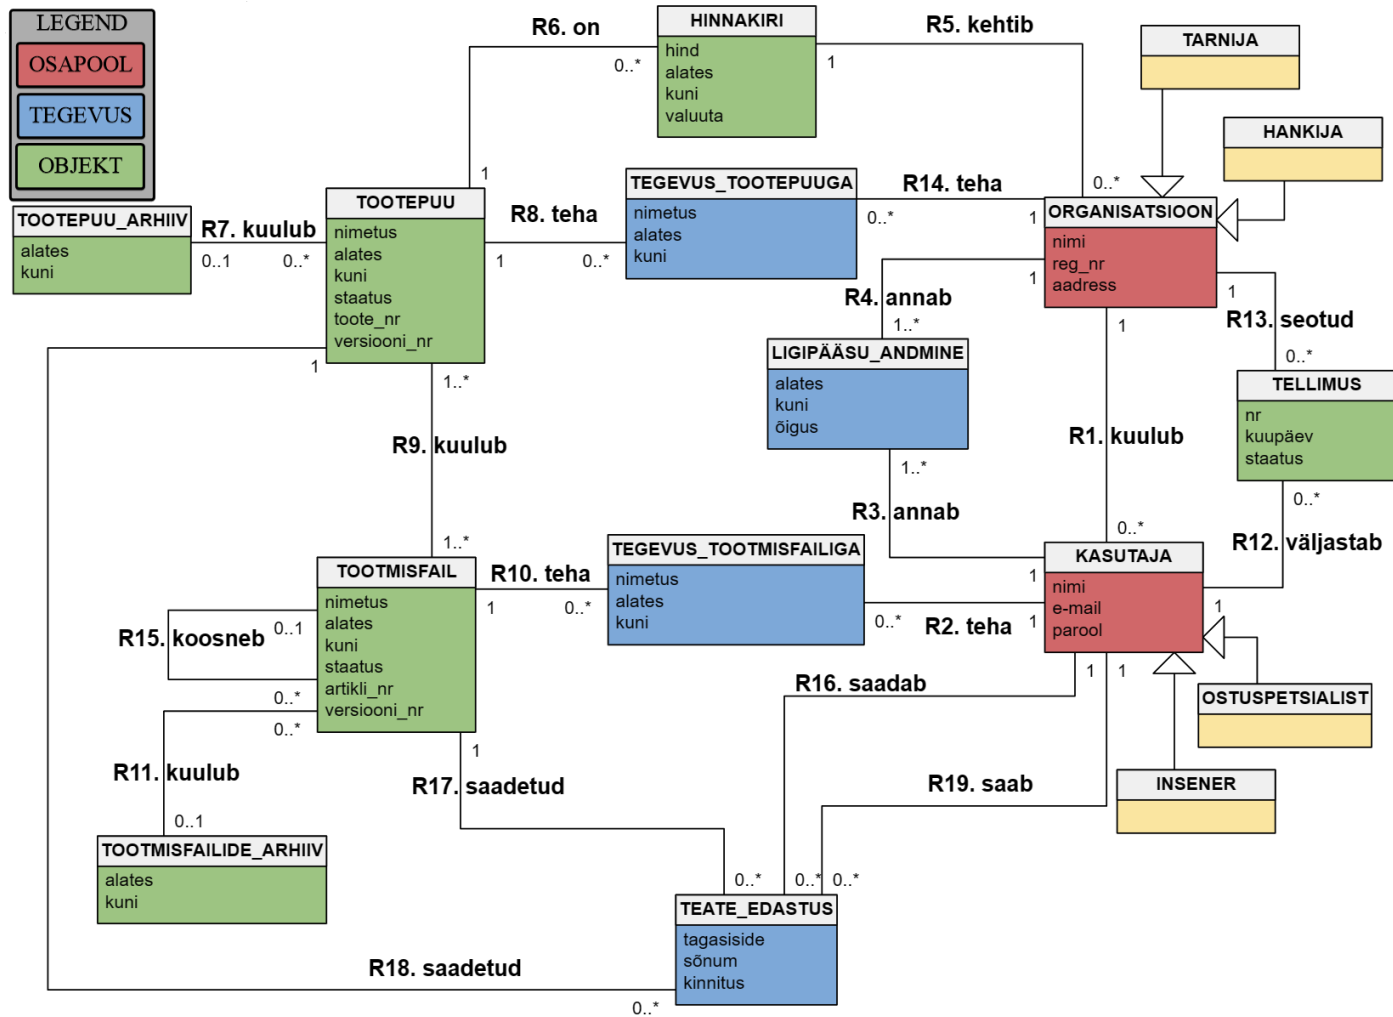 LEGEND
OSAPOOL
TEGEVUS
OBJEKT
R6. on
0..*
1
HINNAKIRI
hind
alates
kuni
valuuta
R5. kehtib
1
0..*
TARNIJA
HANKIJA
TOOTEPUU_ARHIIV
alates
kuni
R7. kuulub
0..1
0..*
TOOTEPUU
nimetus
alates
kuni
staatus
toote_nr
versiooni_nr
R8. teha
1
0..*
TEGEVUS_TOOTEPUUGA
nimetus
alates
kuni
R14. teha
0..*
1
ORGANISATSIOON
nimi
reg_nr
aadress
R4. annab
1
1..*
1
R13. seotud
0..*
1
LIGIPÄÄSU_ANDMINE
alates
kuni
õigus
TELLIMUS
nr
kuupäev
staatus
1
1..*
R9. kuulub
1..*
R1. kuulub
0..*
1..*
R3. annab
1
0..*
R12. väljastab
1
TOOTMISFAIL
nimetus
alates
kuni
staatus
artikli_nr
versiooni_nr
R10. teha
1
0..*
TEGEVUS_TOOTMISFAILIGA
nimetus
alates
kuni
0..*
R2. teha
1
KASUTAJA
nimi
e-mail
parool
R15. koosneb
0..1
0..*
0..*
R16. saadab
1
1
OSTUSPETSIALIST
INSENER
R11. kuulub
0..1
1
R17. saadetud
R19. saab
TOOTMISFAILIDE_ARHIIV
alates
kuni
0..*
0..*
0..*
TEATE_EDASTUS
tagasiside
sõnum
kinnitus
R18. saadetud
0..*